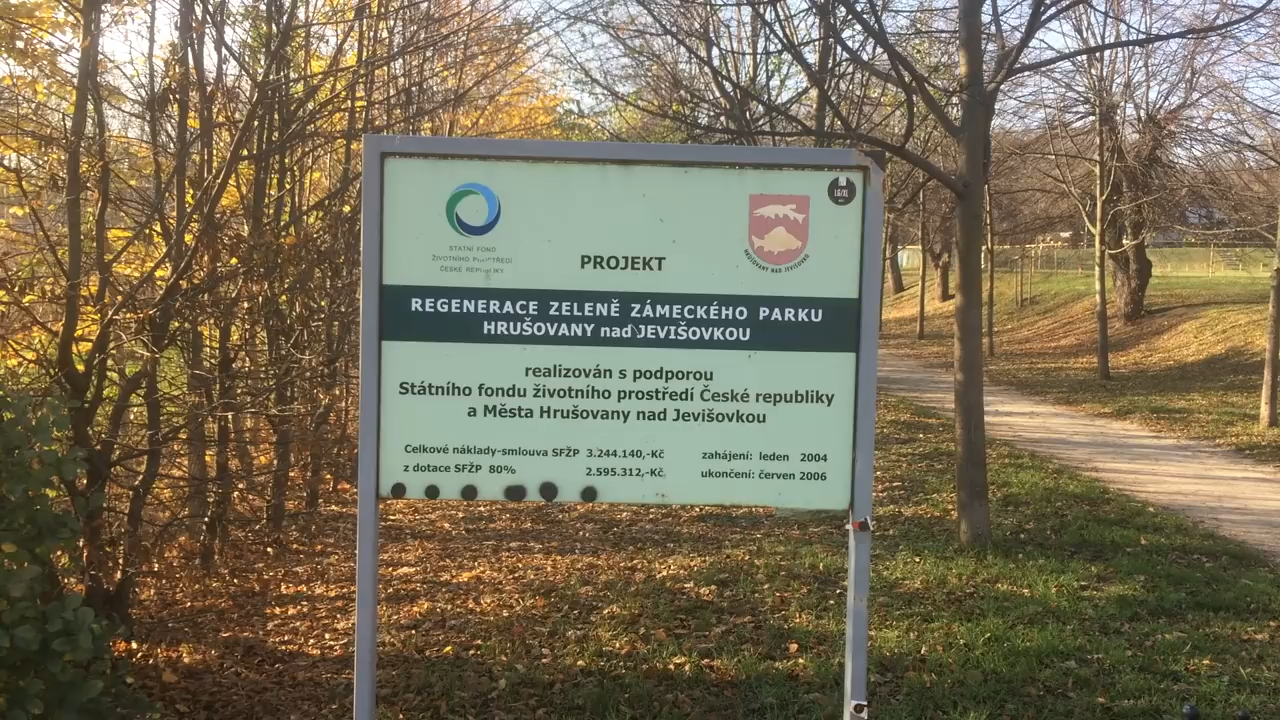 STÁTNÍ FOND
ŽIVOTNÍHO PROSTŘEDÍ
ČESKÉ REPUBLIKY
HRUŠOVANY NAD JEVIŠOVKOU
PROJEKT
REGENERACE ZELENĚ ZÁMECKÉHO PARKU
HRUŠOVANY nad JEVIŠOVKOU
realizován s podporou
Státního fondu životního prostředí České republiky
a Města Hrušovany nad Jevišovkou
Celkové náklady-smlouva SFŽP 3.244.140,-Kč zahájení: leden 2004
z dotace SFŽP 80% 2.595.312,-Kč ukončení: červen 2006